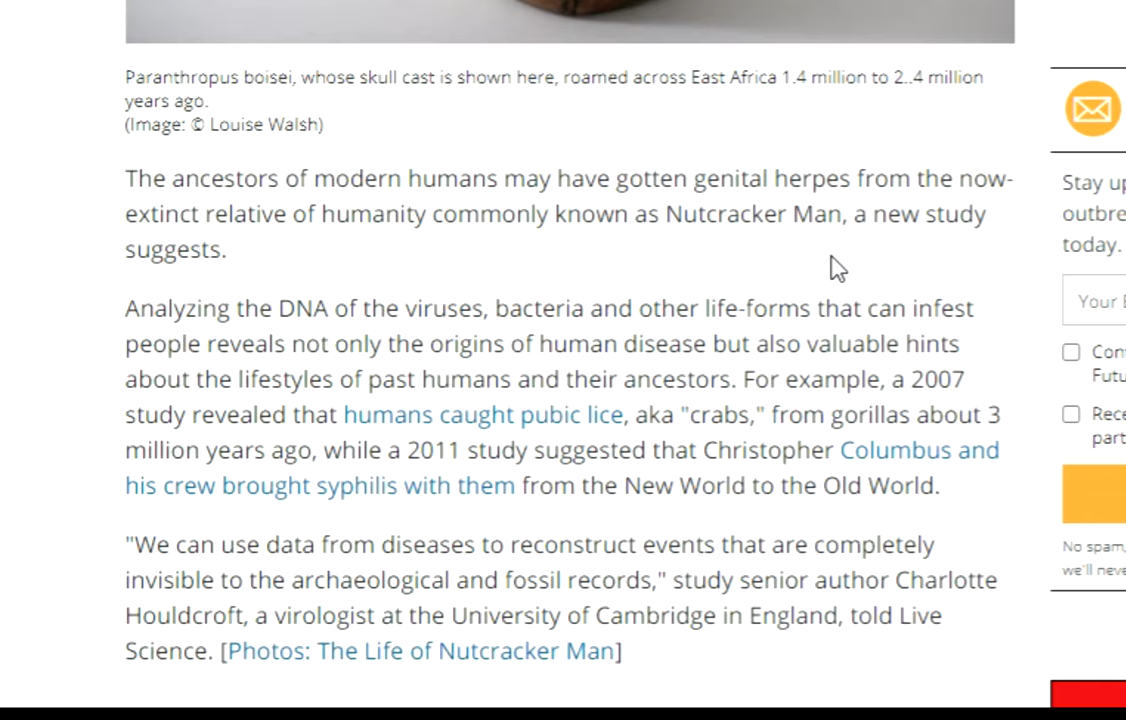 Paranthropus boisei, whose skull cast is shown here, roamed across East Africa 1.4 million to 2..4 million
years ago.
(Image: © Louise Walsh)
The ancestors of modern humans may have gotten genital herpes from the now-
extinct relative of humanity commonly known as Nutcracker Man, a new study
suggests.
Analyzing the DNA of the viruses, bacteria and other life-forms that can infest
people reveals not only the origins of human disease but also valuable hints
about the lifestyles of past humans and their ancestors. For example, a 2007
study revealed that humans caught pubic lice, aka "crabs," from gorillas about 3
million years ago, while a 2011 study suggested that Christopher Columbus and
his crew brought syphilis with them from the New World to the Old World.
"We can use data from diseases to reconstruct events that are completely
invisible to the archaeological and fossil records," study senior author Charlotte
Houldcroft, a virologist at the University of Cambridge in England, told Live
Science. [Photos: The Life of Nutcracker Man]
Stay
outbre
today.
Your E
Con
Futu
Rece
part
No spam,
we'll neve